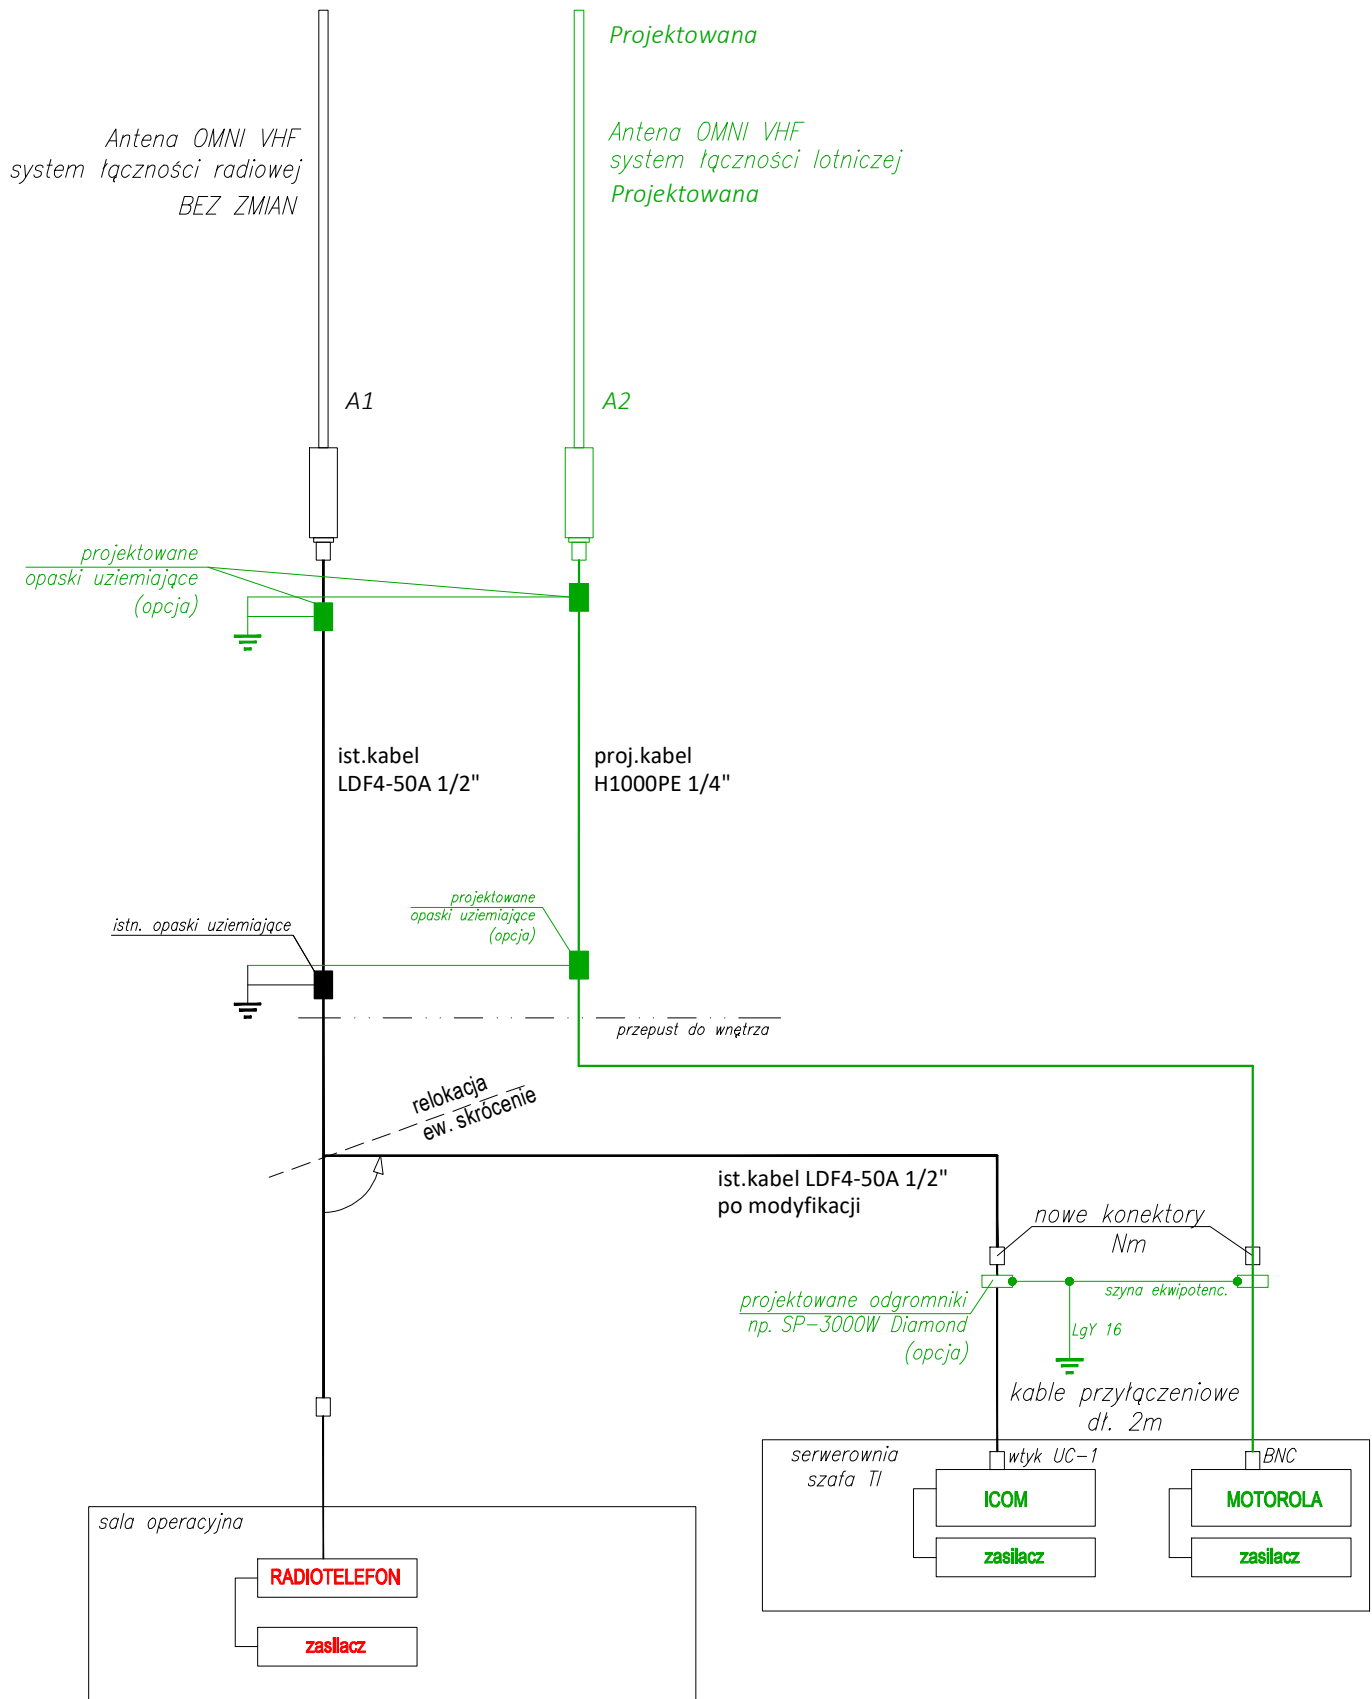 Projektowana
Antena OMNI VHF
system łączności radiowej
BEZ ZMIAN
Antena OMNI VHF
system łączności lotniczej
Projektowana
A1
A2
projektowane
opaski uziemiające
(opcja)
ist.kabel
LDF4-50A 1/2"
proj.kabel
H1000PE 1/4"
projektowane
opaski uziemiające
(opcja)
istn. opaski uziemiające
przepust do wnętrza
relokacja
ew. skrócenie
ist.kabel LDF4-50A 1/2"
po modyfikacji
nowe konektory
Nm
szyna ekwipotenc.
projektowane odgromniki
np. SP-3000W Diamond
(opcja)
LgY 16
kable przyłączeniowe
dł. 2m
serwerownia
szafa TI
wtyk UC-1
BNC
ICOM
MOTOROLA
zasilacz
zasilacz
sala operacyjna
RADIOTELEFON
zasilacz